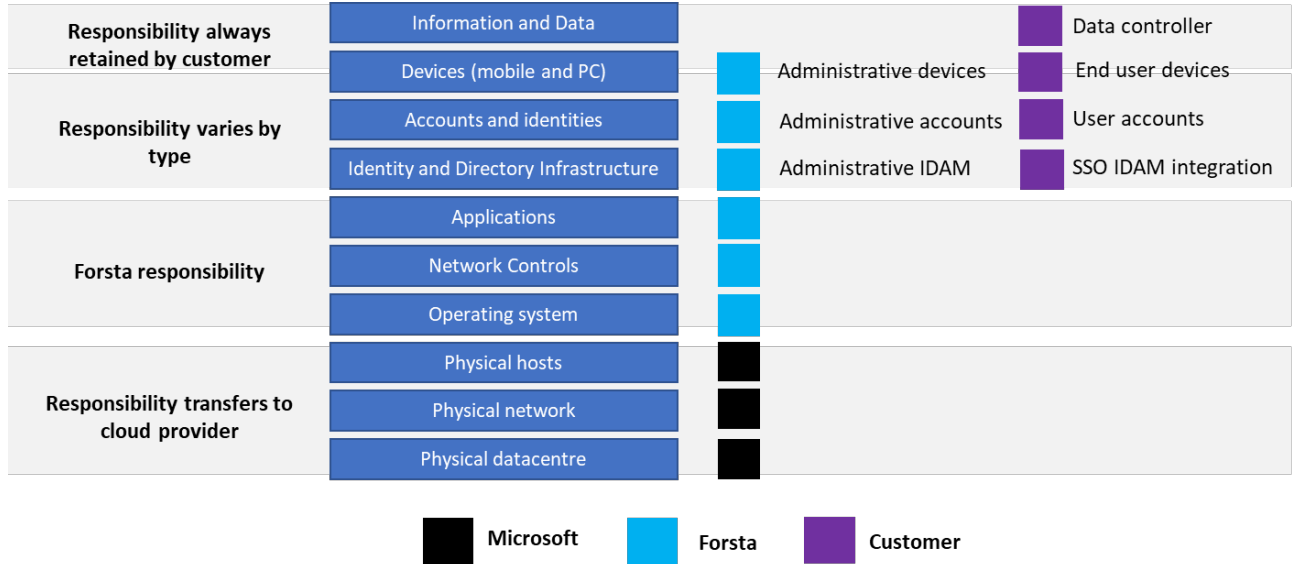 Responsibility always
retained by customer
Information and Data
Data controller
Devices (mobile and PC)
Administrative devices
End user devices
Responsibility varies by
type
Accounts and identities
Administrative accounts
User accounts
Identity and Directory Infrastructure
Administrative IDAM
SSO IDAM integration
Forsta responsibility
Applications
Network Controls
Operating system
Responsibility transfers to
cloud provider
Physical hosts
Physical network
Physical datacentre
Microsoft
Forsta
Customer